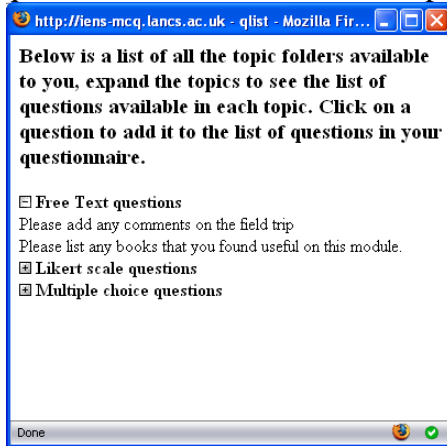 http://iens-mcq.lancs.ac.uk - qlist - Mozilla Fir...
Below is a list of all the topic folders available
to you, expand the topics to see the list of
questions available in each topic. Click on a
question to add it to the list of questions in your
questionnaire.
Free Text questions
Please add any comments on the field trip
Please list any books that you found useful on this module.
Likert scale questions
Multiple choice questions
Done